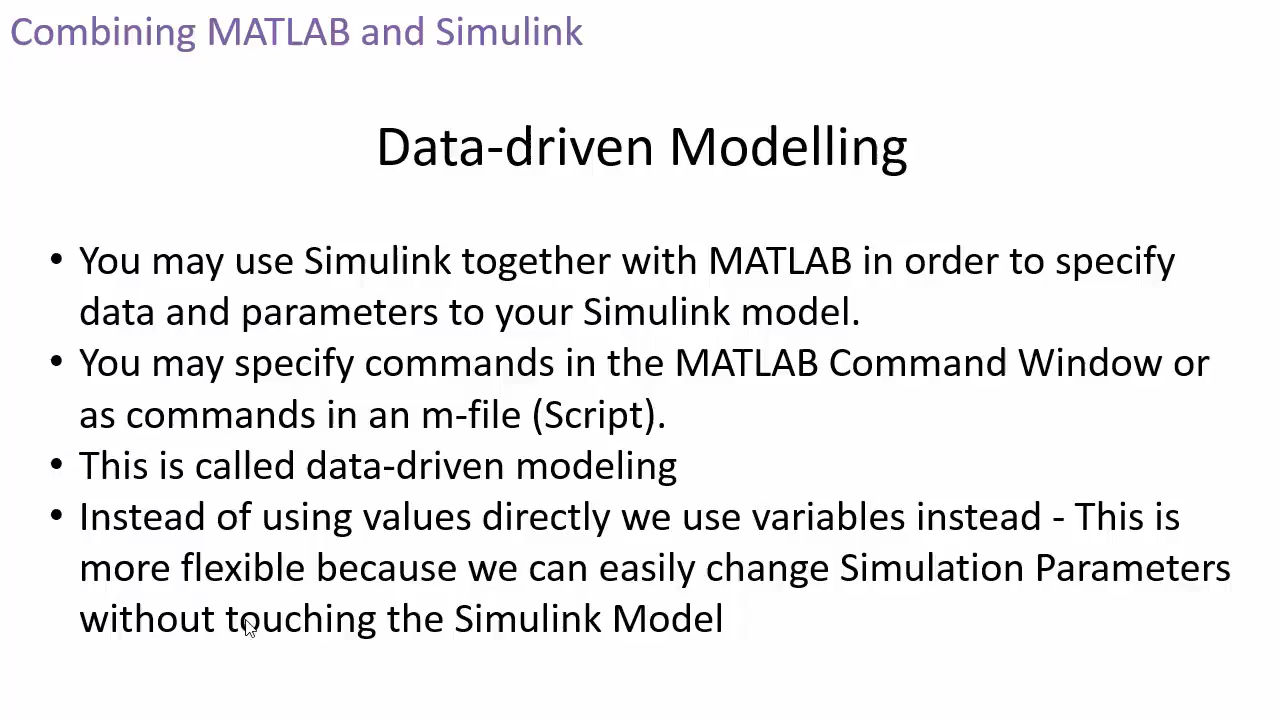 Combining MATLAB and Simulink
Data-driven Modelling
• You may use Simulink together with MATLAB in order to specify
data and parameters to your Simulink model.
• You may specify commands in the MATLAB Command Window or
as commands in an m-file (Script).
• This is called data-driven modeling
• Instead of using values directly we use variables instead - This is
more flexible because we can easily change Simulation Parameters
without touching the Simulink Model